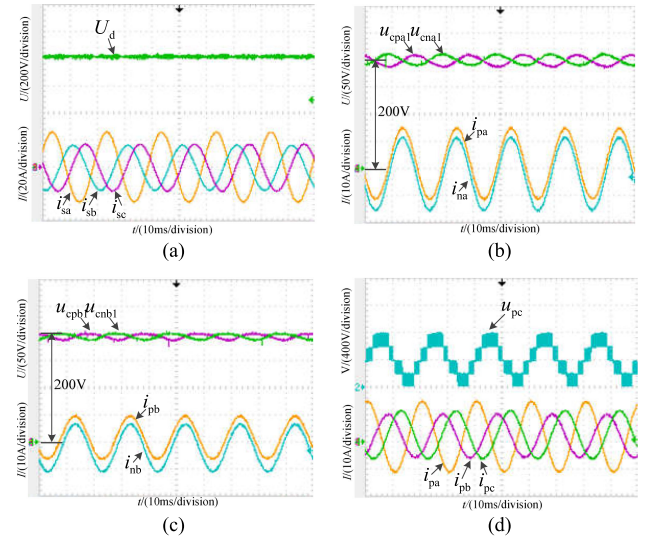 U/(200V/division)
U_d
I/(20A/division)
i_sa
i_sb
i_sc
t/(10ms/division)
(a)
U/(50V/division)
u_cpa1 u_cna1
200V
I/(10A/division)
i_pa
i_na
t/(10ms/division)
(b)
U/(50V/division)
u_cpb1 u_cnb1
200V
I/(10A/division)
i_pb
i_nb
t/(10ms/division)
(c)
V/(400V/division)
u_pc
2
I/(10A/division)
i_pa
i_pb
i_pc
t/(10ms/division)
(d)